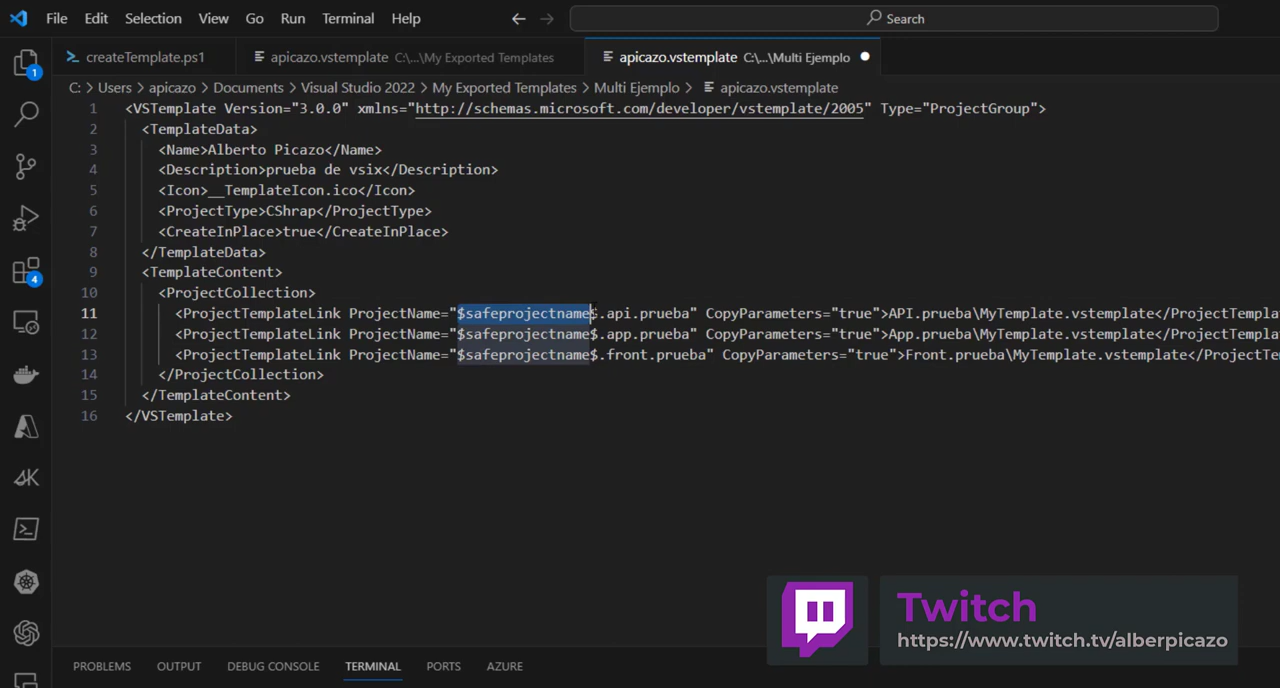 File Edit Selection View Go Run Terminal Help Search
createTemplate.ps1 apicazo.vstemplate C:\...\My Exported Templates apicazo.vstemplate C:\...\Multi Ejemplo
C: > Users > apicazo > Documents > Visual Studio 2022 > My Exported Templates > Multi Ejemplo > apicazo.vstemplate
1 <VSTemplate Version="3.0.0" xmlns="http://schemas.microsoft.com/developer/vstemplate/2005" Type="ProjectGroup">
2 <TemplateData>
3 <Name>Alberto Picazo</Name>
4 <Description>prueba de vsix</Description>
5 <Icon>__TemplateIcon.ico</Icon>
6 <ProjectType>CShrap</ProjectType>
7 <CreateInPlace>true</CreateInPlace>
8 </TemplateData>
9 <TemplateContent>
10 <ProjectCollection>
11 <ProjectTemplateLink ProjectName="$safeprojectname$.api.prueba" CopyParameters="true">API.prueba\MyTemplate.vstemplate</ProjectTempla
12 <ProjectTemplateLink ProjectName="$safeprojectname$.app.prueba" CopyParameters="true">App.prueba\MyTemplate.vstemplate</ProjectTempla
13 <ProjectTemplateLink ProjectName="$safeprojectname$.front.prueba" CopyParameters="true">Front.prueba\MyTemplate.vstemplate</ProjectTem
14 </ProjectCollection>
15 </TemplateContent>
16 </VSTemplate>
1
4
Twitch
https://www.twitch.tv/alberpicazo
PROBLEMS OUTPUT DEBUG CONSOLE TERMINAL PORTS AZURE